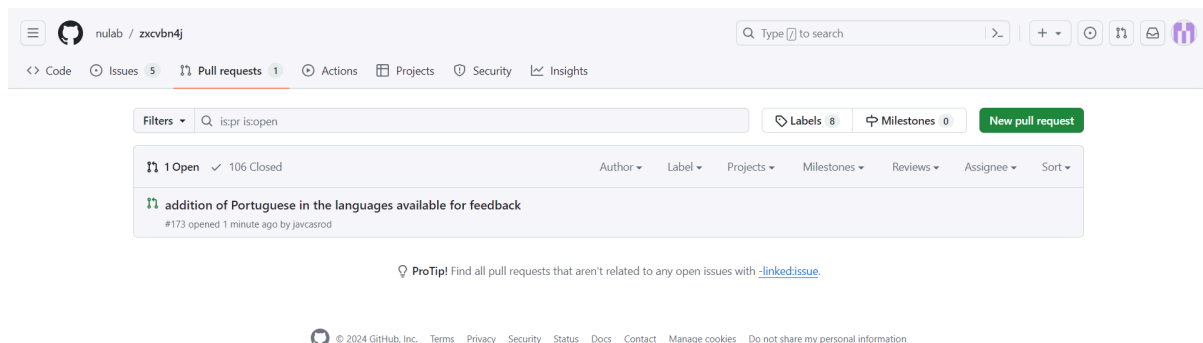 nulab / zxcvbn4j
Type / to search
<> Code
Issues 5
Pull requests 1
Actions
Projects
Security
Insights
Filters
is:pr is:open
Labels 8
Milestones 0
New pull request
1 Open
106 Closed
Author
Label
Projects
Milestones
Reviews
Assignee
Sort
addition of Portuguese in the languages available for feedback
#173 opened 1 minute ago by javcasrod
ProTip! Find all pull requests that aren't related to any open issues with -linked:issue.
© 2024 GitHub, Inc. Terms Privacy Security Status Docs Contact Manage cookies Do not share my personal information